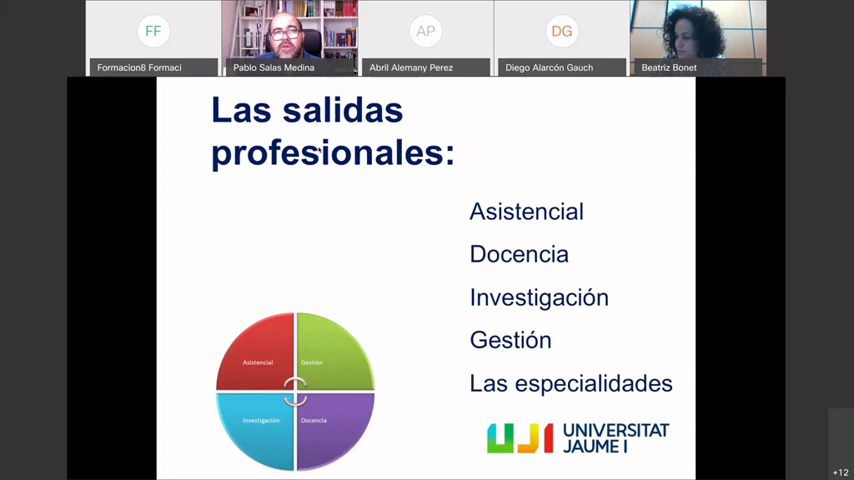 FF
AP
DG
Formacion8 Formaci
Pablo Salas Medina
Abril Alemany Perez
Diego Alarcón Gauch
Beatriz Bonet
Las salidas
profesionales:
Asistencial
Docencia
Investigación
Gestión
Las especialidades
Asistencial
Gestión
Investigación
Docencia
UJI UNIVERSITAT
JAUME I
+12